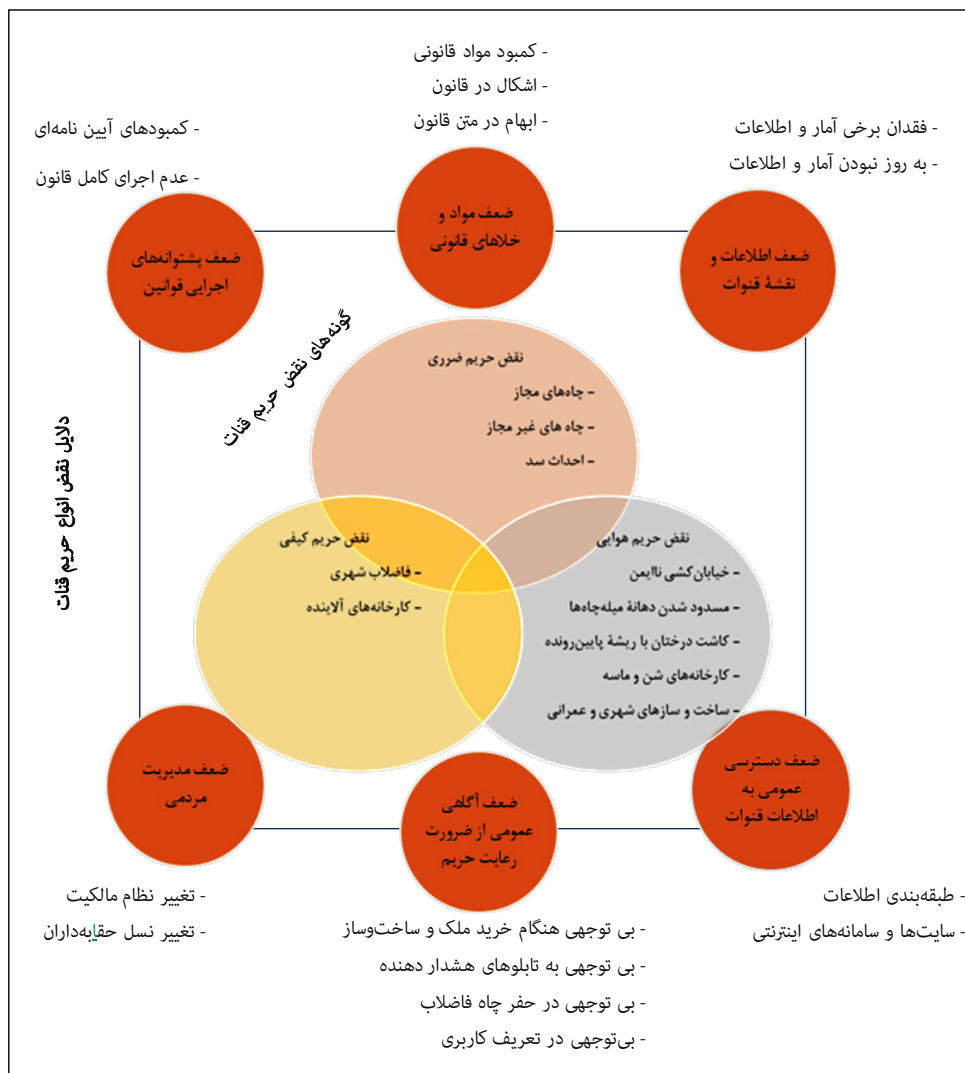 - کمبود مواد قانونی
- اشکال در قانون
- ابهام در متن قانون
- فقدان برخی آمار و اطلاعات
- به روز نبودن آمار و اطلاعات
- کمبودهای آیین نامه‌ای
- عدم اجرای کامل قانون
ضعف مواد و
خلاهای قانونی
ضعف اطلاعات و
نقشهٔ قنوات
ضعف پشتوانه‌های
اجرایی قوانین
گونه‌های نقض حریم قنات
دلایل نقض انواع حریم قنات
نقض حریم ضرری
- چاه‌های مجاز
- چاه های غیر مجاز
- احداث سد
نقض حریم هوایی
- خیابان‌کشی ناایمن
- مسدود شدن دهانهٔ میله‌چاه‌ها
- کاشت درختان با ریشهٔ پایین‌رونده
- کارخانه‌های شن و ماسه
- ساخت و سازهای شهری و عمرانی
نقض حریم کیفی
- فاضلاب شهری
- کارخانه‌های آلاینده
ضعف دسترسی
عمومی به
اطلاعات قنوات
ضعف آگاهی
عمومی از ضرورت
رعایت حریم
ضعف مدیریت
مردمی
- طبقه‌بندی اطلاعات
- سایت‌ها و سامانه‌های اینترنتی
- بی توجهی هنگام خرید ملک و ساخت‌وساز
- بی توجهی به تابلوهای هشدار دهنده
- بی توجهی در حفر چاه فاضلاب
- بی‌توجهی در تعریف کاربری
- تغییر نظام مالکیت
- تغییر نسل حقابه‌داران